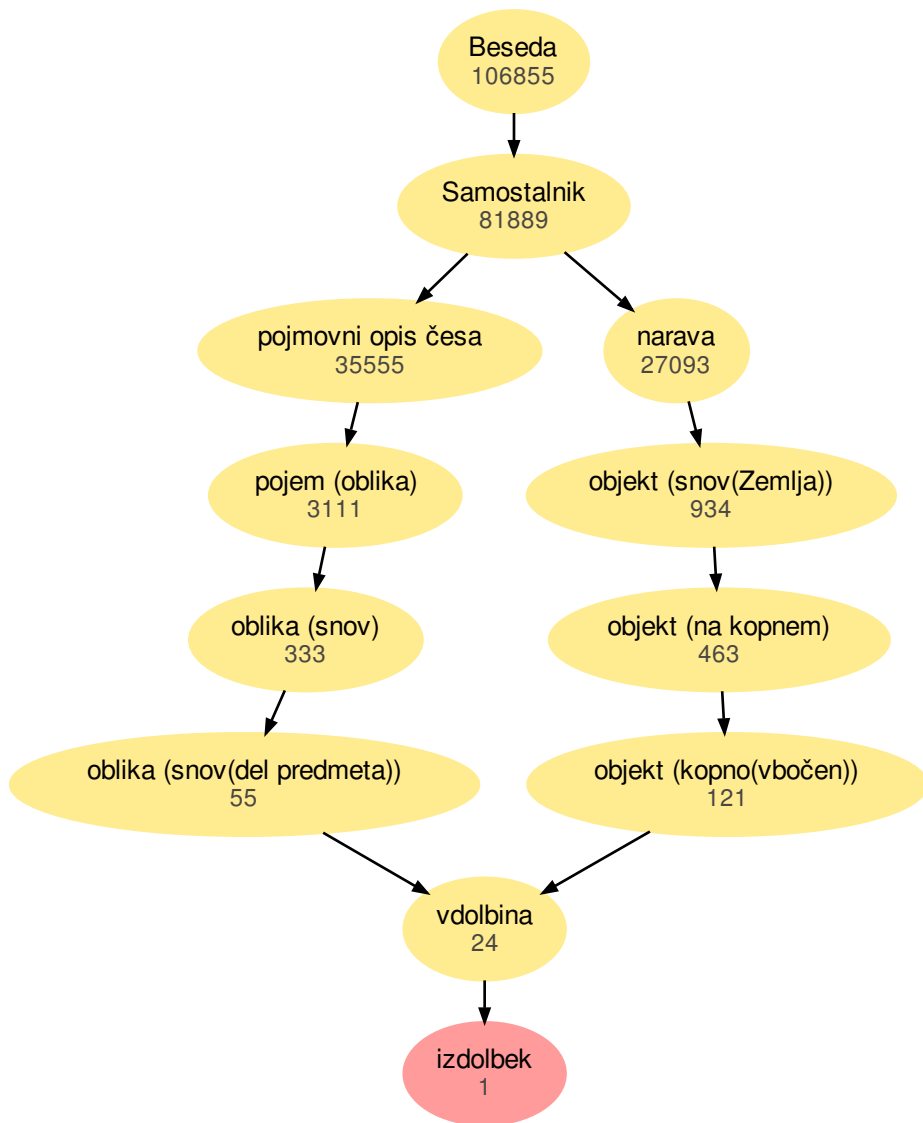 Beseda
106855
Samostalnik
81889
pojmovni opis česa
35555
narava
27093
pojem (oblika)
3111
objekt (snov(Zemlja))
934
oblika (snov)
333
objekt (na kopnem)
463
oblika (snov(del predmeta))
55
objekt (kopno(vbočen))
121
vdolbina
24
izdolbek
1